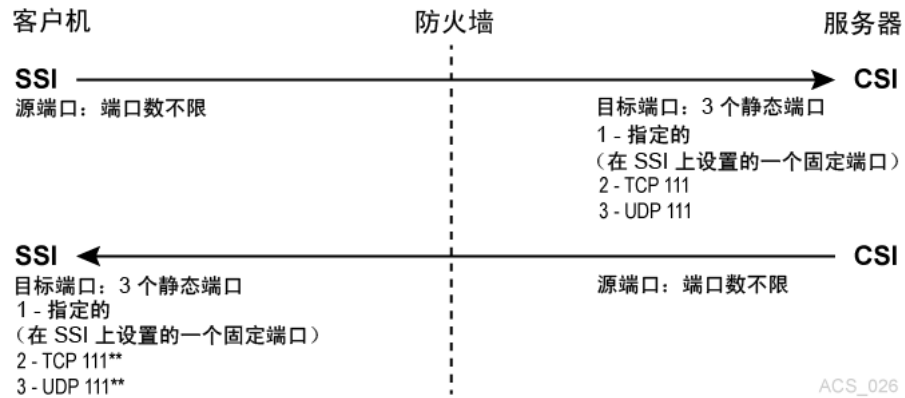 客户机 防火墙 服务器
SSI CSI
源端口：端口数不限
目标端口：3 个静态端口
1 - 指定的
（在 SSI 上设置的一个固定端口）
2 - TCP 111
3 - UDP 111
SSI CSI
目标端口：3 个静态端口
1 - 指定的
（在 SSI 上设置的一个固定端口）
2 - TCP 111**
3 - UDP 111**
源端口：端口数不限
ACS_026